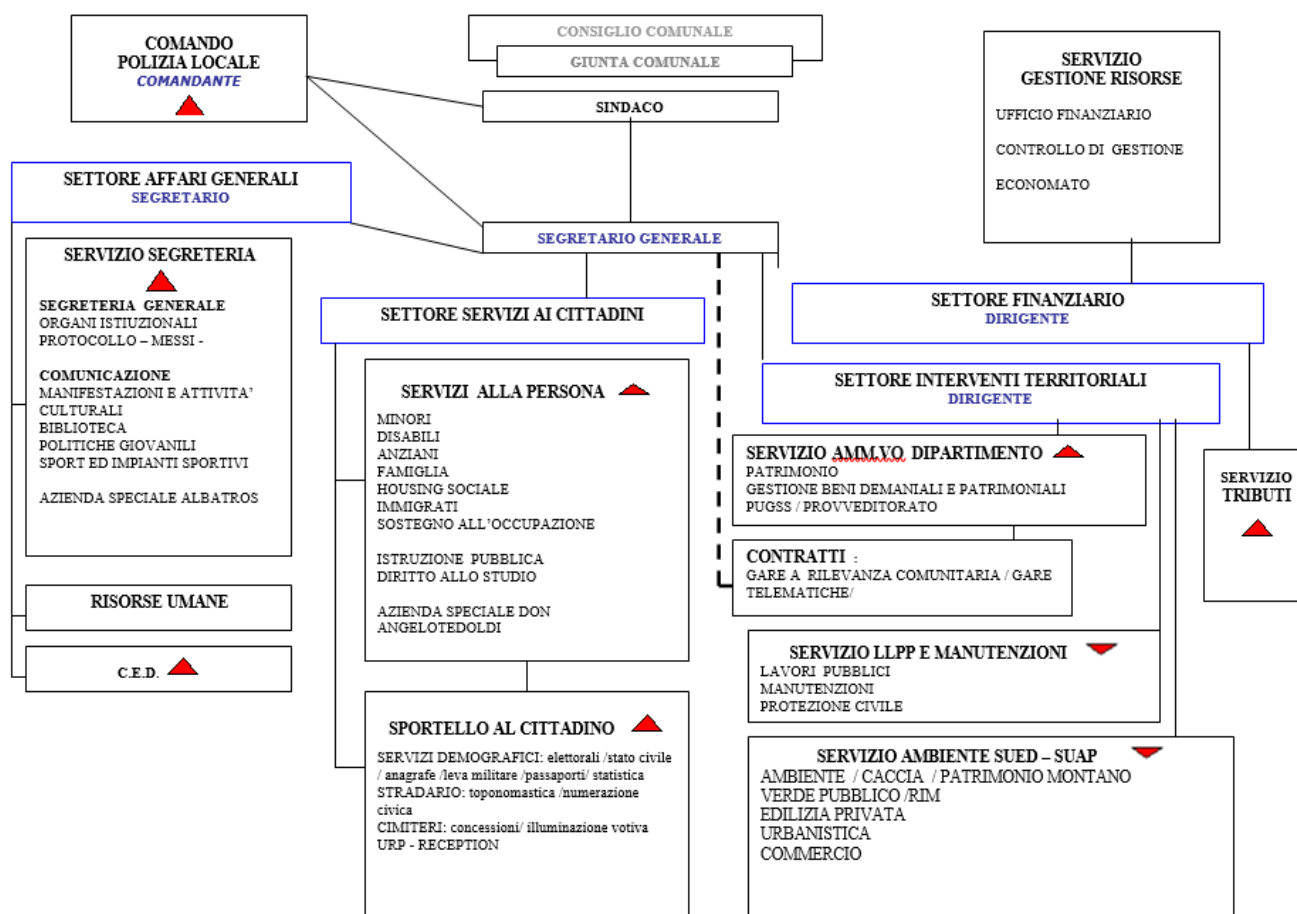 COMANDO
POLIZIA LOCALE
COMANDANTE
CONSIGLIO COMUNALE
GIUNTA COMUNALE
SINDACO
SERVIZIO
GESTIONE RISORSE
UFFICIO FINANZIARIO
CONTROLLO DI GESTIONE
ECONOMATO
SETTORE AFFARI GENERALI
SEGRETARIO
SEGRETARIO GENERALE
SERVIZIO SEGRETERIA
SEGRETERIA GENERALE
ORGANI ISTIUZIONALI
PROTOCOLLO – MESSI -
COMUNICAZIONE
MANIFESTAZIONI E ATTIVITA’
CULTURALI
BIBLIOTECA
POLITICHE GIOVANILI
SPORT ED IMPIANTI SPORTIVI
AZIENDA SPECIALE ALBATROS
RISORSE UMANE
C.E.D.
SETTORE SERVIZI AI CITTADINI
SERVIZI ALLA PERSONA
MINORI
DISABILI
ANZIANI
FAMIGLIA
HOUSING SOCIALE
IMMIGRATI
SOSTEGNO ALL’OCCUPAZIONE
ISTRUZIONE PUBBLICA
DIRITTO ALLO STUDIO
AZIENDA SPECIALE DON
ANGELOTEDOLDI
SPORTELLO AL CITTADINO
SERVIZI DEMOGRAFICI: elettorali /stato civile
/ anagrafe /leva militare /passaporti/ statistica
STRADARIO: toponomastica /numerazione
civica
CIMITERI: concessioni/ illuminazione votiva
URP - RECEPTION
SETTORE FINANZIARIO
DIRIGENTE
SETTORE INTERVENTI TERRITORIALI
DIRIGENTE
SERVIZIO AMM.VO DIPARTIMENTO
PATRIMONIO
GESTIONE BENI DEMANIALI E PATRIMONIALI
PUGSS / PROVVEDITORATO
CONTRATTI :
GARE A RILEVANZA COMUNITARIA / GARE
TELEMATICHE/
SERVIZIO
TRIBUTI
SERVIZIO LLPP E MANUTENZIONI
LAVORI PUBBLICI
MANUTENZIONI
PROTEZIONE CIVILE
SERVIZIO AMBIENTE SUED – SUAP
AMBIENTE / CACCIA / PATRIMONIO MONTANO
VERDE PUBBLICO /RIM
EDILIZIA PRIVATA
URBANISTICA
COMMERCIO